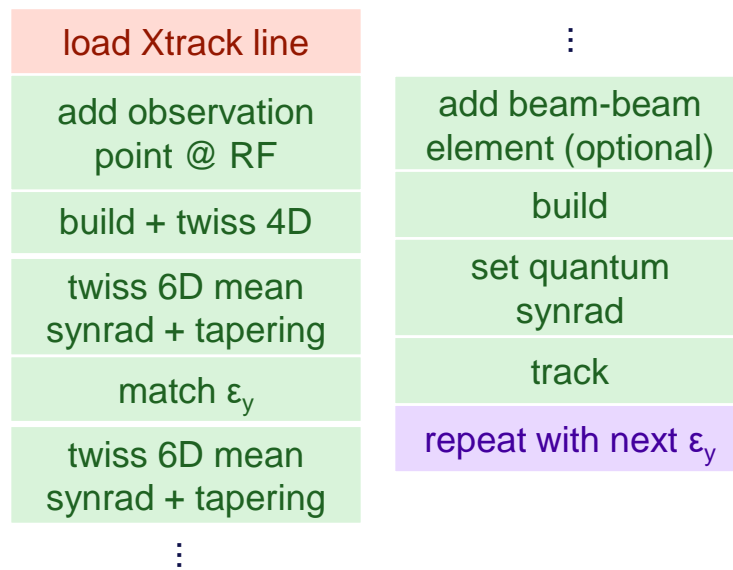 load Xtrack line
add observation
point @ RF
build + twiss 4D
twiss 6D mean
synrad + tapering
match εy
twiss 6D mean
synrad + tapering
⋮
⋮
add beam-beam
element (optional)
build
set quantum
synrad
track
repeat with next εy